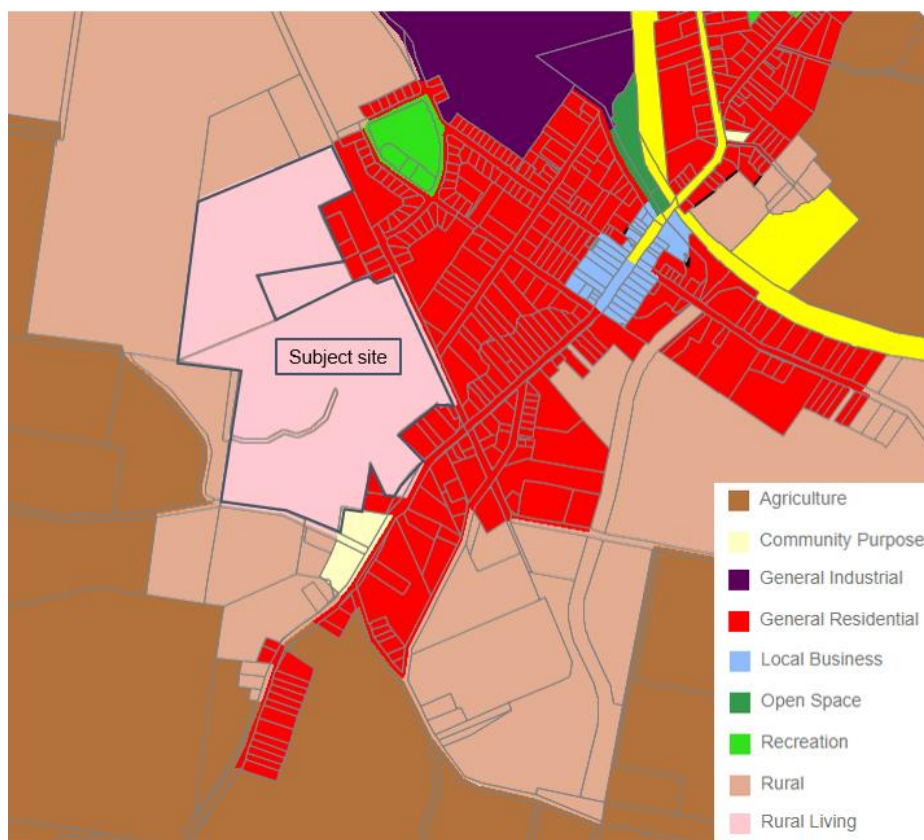 Subject site
Agriculture
Community Purpose
General Industrial
General Residential
Local Business
Open Space
Recreation
Rural
Rural Living